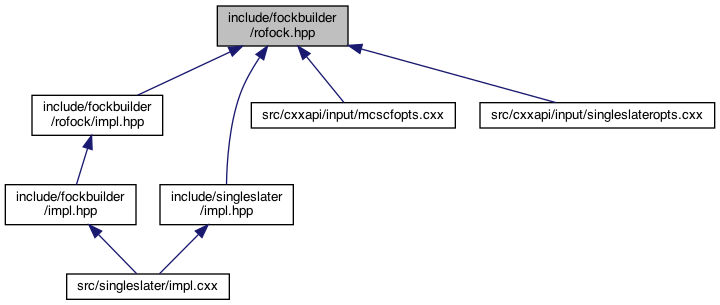 include/fockbuilder
/rofock.hpp
include/fockbuilder
/rofock/impl.hpp
src/cxxapi/input/mcscfopts.cxx
src/cxxapi/input/singleslateropts.cxx
include/fockbuilder
/impl.hpp
include/singleslater
/impl.hpp
src/singleslater/impl.cxx